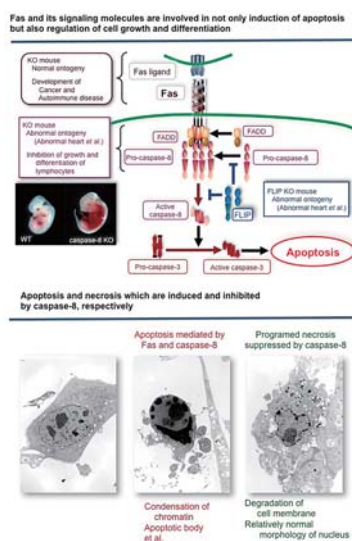 Fas and its signaling molecules are involved in not only induction of apoptosis
but also regulation of cell growth and differentiation
KO mouse
Normal ontogeny
Development of
Cancer and
Autoimmune disease
Fas ligand
Fas
KO mouse
Abnormal ontogeny
(Abnormal heart et al.)
Inhibition of growth and
differentiation of
lymphocytes
FADD
FADD
Pro-caspase-8
Pro-caspase-8
WT
caspase-8 KO
Active
caspase-8
FLIP
FLIP KO mouse
Abnormal ontogeny
(Abnormal heart et al.)
Apoptosis
Pro-caspase-3
Active caspase-3
Apoptosis and necrosis which are induced and inhibited
by caspase-8, respectively
Apoptosis mediated by
Fas and caspase-8
Programed necrosis
suppressed by caspase-8
Condensation of
chromatin
Apoptotic body
et al.
Degradation of
cell membrane
Relatively normal
morphology of nucleus